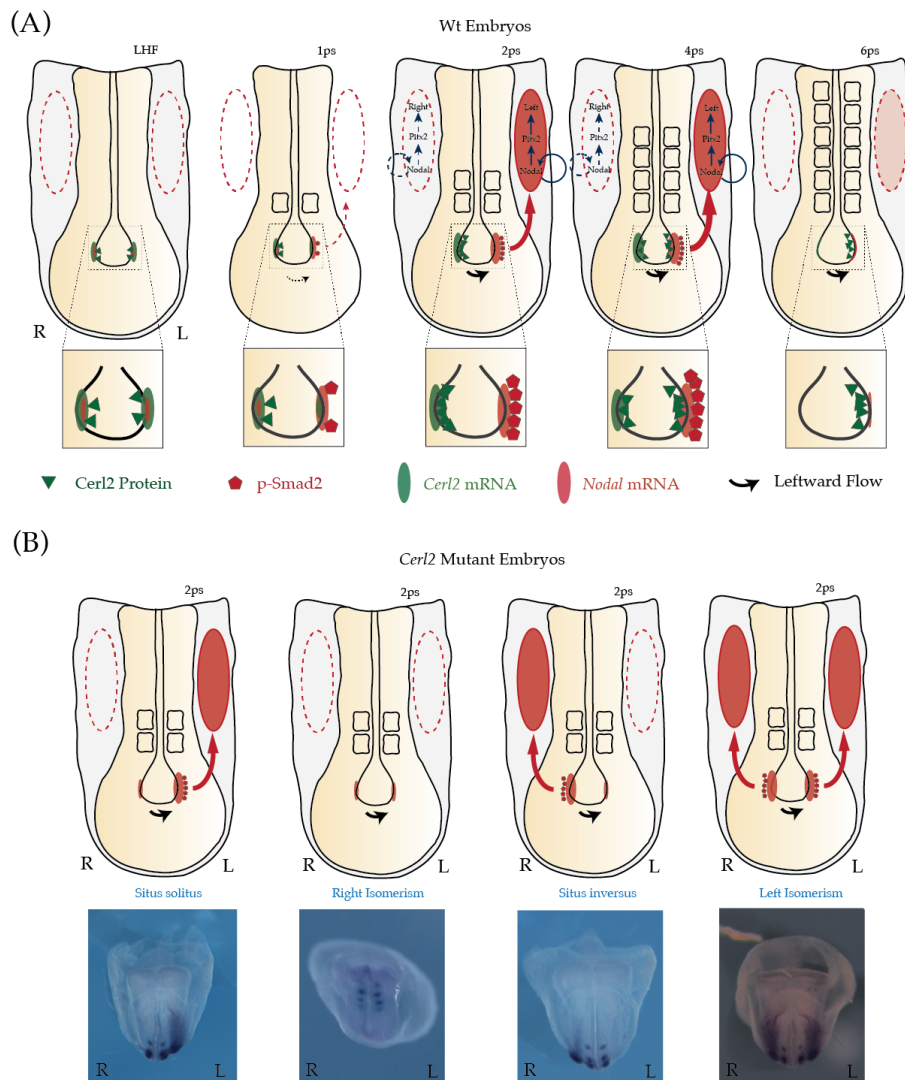 (A)
Wt Embryos
LHF
1ps
2ps
4ps
6ps
Right
Pitx2
Nodal
Left
Pitx2
Nodal
Right
Pitx2
Nodal
Left
Pitx2
Nodal
R
L
Cerl2 Protein
p-Smad2
Cerl2 mRNA
Nodal mRNA
Leftward Flow
(B)
Cerl2 Mutant Embryos
2ps
2ps
2ps
2ps
R
L
R
L
R
L
R
L
Situs solitus
Right Isomerism
Situs inversus
Left Isomerism
R
L
R
L
R
L
R
L